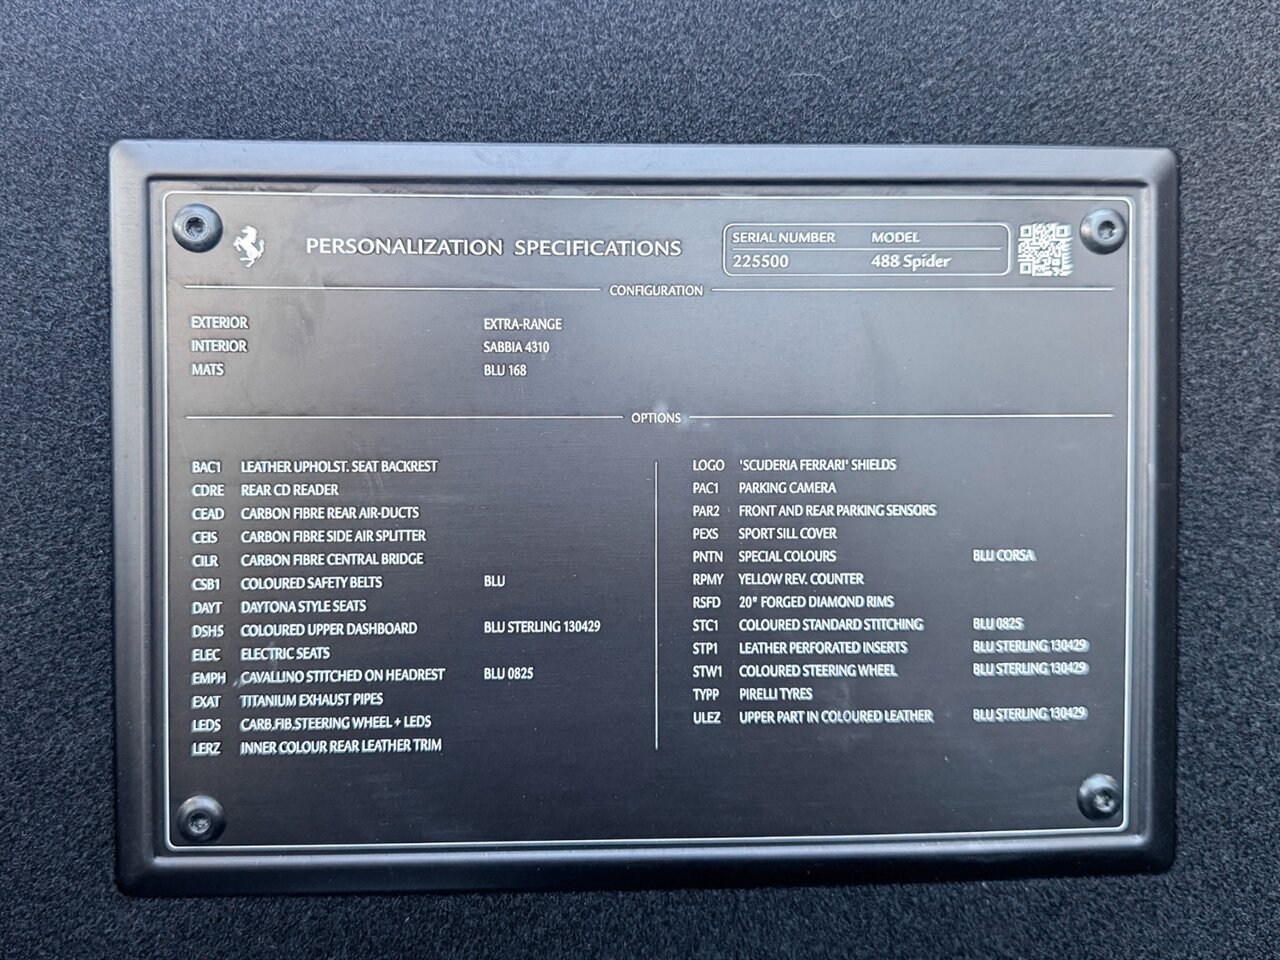 PERSONALIZATION SPECIFICATIONS
SERIAL NUMBER MODEL
225500 488 Spider
CONFIGURATION
EXTERIOR EXTRA-RANGE
INTERIOR SABBIA 4310
MATS BLU 168
OPTIONS
BAC1 LEATHER UPHOLST. SEAT BACKREST
CDRE REAR CD READER
CEAD CARBON FIBRE REAR AIR-DUCTS
CEIS CARBON FIBRE SIDE AIR SPLITTER
CILR CARBON FIBRE CENTRAL BRIDGE
CSB1 COLOURED SAFETY BELTS BLU
DAYT DAYTONA STYLE SEATS
DSH5 COLOURED UPPER DASHBOARD BLU STERLING 130429
ELEC ELECTRIC SEATS
EMPH CAVALLINO STITCHED ON HEADREST BLU 0825
EXAT TITANIUM EXHAUST PIPES
LEDS CARB.FIB.STEERING WHEEL + LEDS
LERZ INNER COLOUR REAR LEATHER TRIM
LOGO 'SCUDERIA FERRARI' SHIELDS
PAC1 PARKING CAMERA
PAR2 FRONT AND REAR PARKING SENSORS
PEXS SPORT SILL COVER
PNTN SPECIAL COLOURS BLU CORSA
RPMY YELLOW REV. COUNTER
RSFD 20" FORGED DIAMOND RIMS
STC1 COLOURED STANDARD STITCHING BLU 0825
STP1 LEATHER PERFORATED INSERTS BLU STERLING 130429
STW1 COLOURED STEERING WHEEL BLU STERLING 130429
TYPP PIRELLI TYRES
ULEZ UPPER PART IN COLOURED LEATHER BLU STERLING 130429